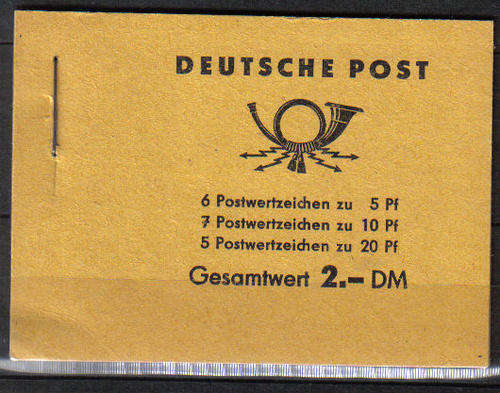 DEUTSCHE POST
6 Postwertzeichen zu 5 Pf
7 Postwertzeichen zu 10 Pf
5 Postwertzeichen zu 20 Pf
Gesamtwert 2.– DM